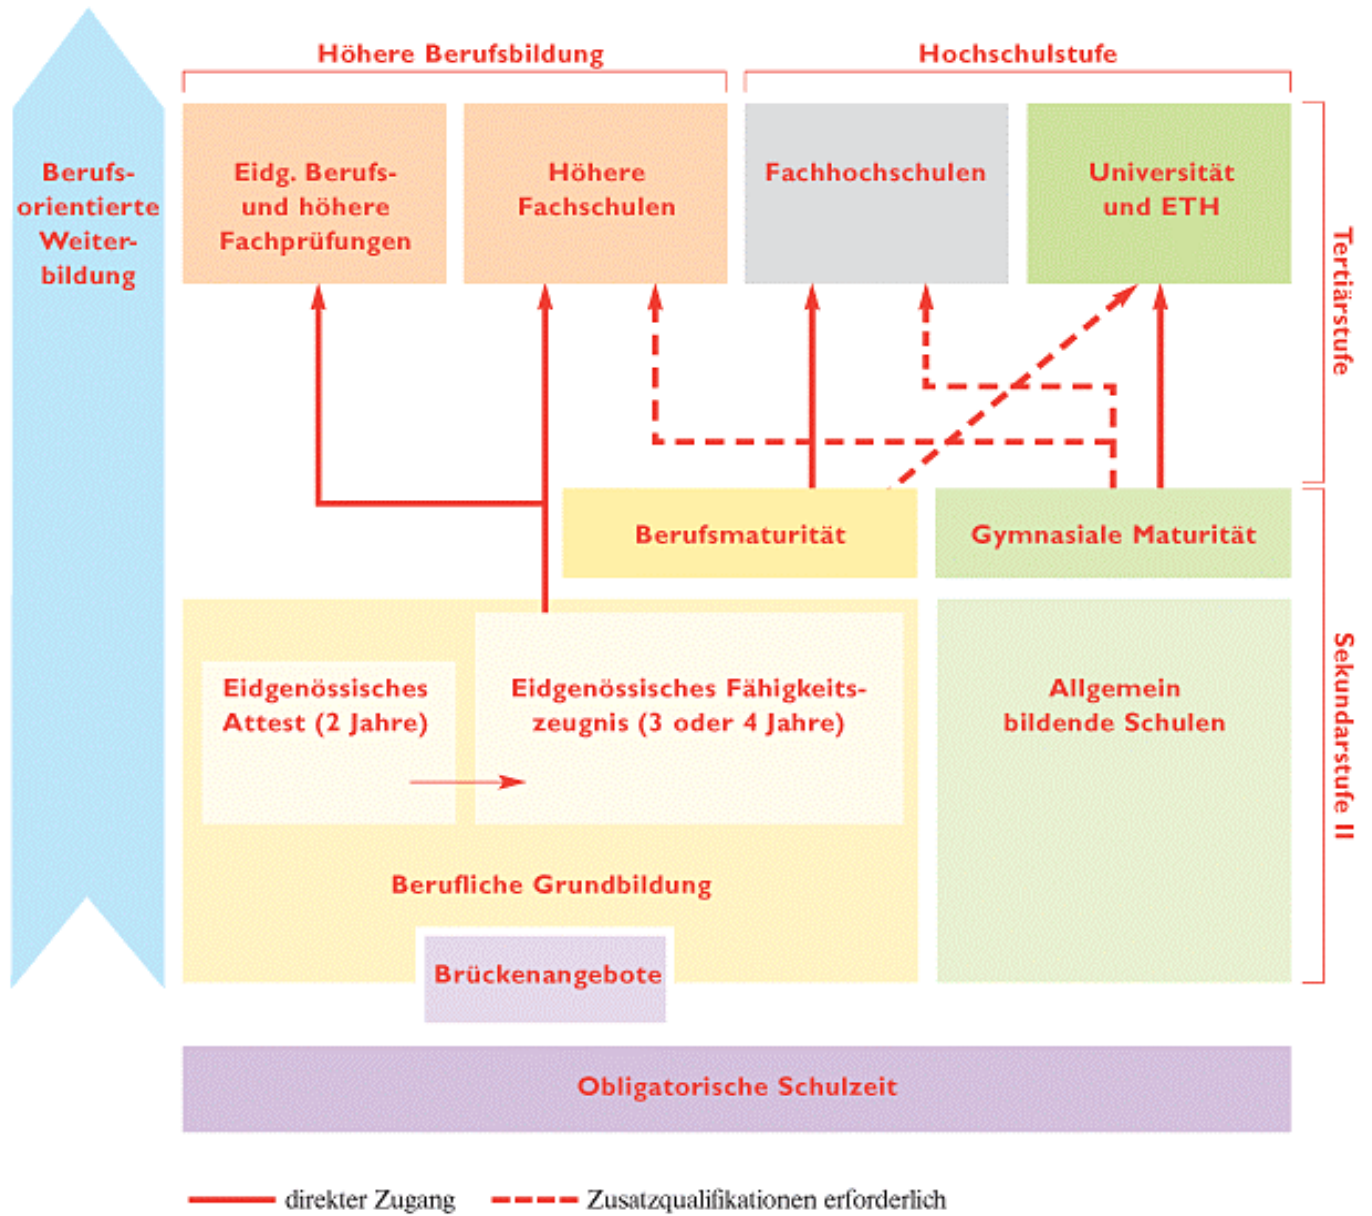 Höhere Berufsbildung
Hochschulstufe
Berufs-
orientierte
Weiter-
bildung
Eidg. Berufs-
und höhere
Fachprüfungen
Höhere
Fachschulen
Fachhochschulen
Universität
und ETH
Tertiärstufe
Berufsmaturität
Gymnasiale Maturität
Eidgenössisches
Attest (2 Jahre)
Eidgenössisches Fähigkeits-
zeugnis (3 oder 4 Jahre)
Allgemein
bildende Schulen
Sekundarstufe II
Berufliche Grundbildung
Brückenangebote
Obligatorische Schulzeit
direkter Zugang
Zusatzqualifikationen erforderlich